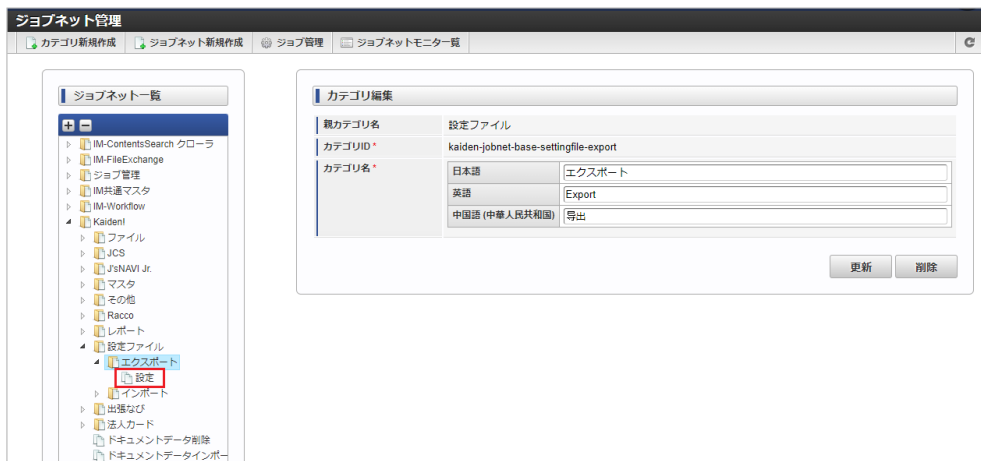 ジョブネット管理
カテゴリ新規作成 ジョブネット新規作成 ジョブ管理 ジョブネットモニタ一覧
ジョブネット一覧
IM-ContentsSearch クローラ
IM-FileExchange
ジョブ管理
IM共通マスタ
IM-Workflow
Kaiden!
ファイル
JCS
J'sNAVI Jr.
マスタ
その他
Racco
レポート
設定ファイル
エクスポート
設定
インポート
出張なび
法人カード
ドキュメントデータ削除
ドキュメントデータインポー
カテゴリ編集
親カテゴリ名 設定ファイル
カテゴリID * kaiden-jobnet-base-settingfile-export
カテゴリ名 * 日本語 エクスポート
英語 Export
中国語 (中華人民共和国) 导出
更新 削除